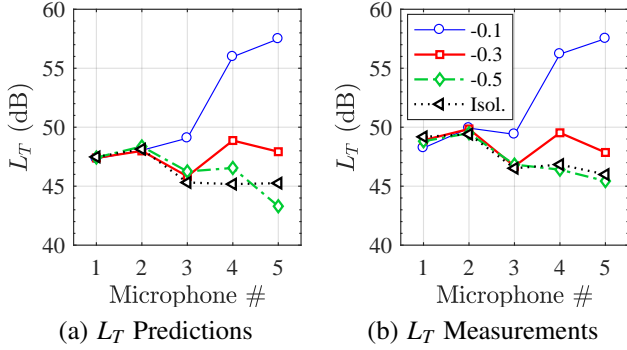 60
55
50
45
40
L_T (dB)
1 2 3 4 5
Microphone #
(a) L_T Predictions
60
55
50
45
40
L_T (dB)
-0.1
-0.3
-0.5
Isol.
1 2 3 4 5
Microphone #
(b) L_T Measurements